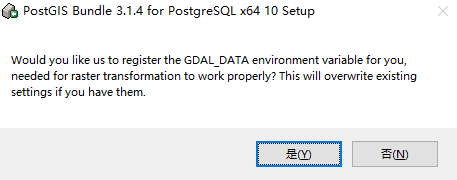 PostGIS Bundle 3.1.4 for PostgreSQL x64 10 Setup
Would you like us to register the GDAL_DATA environment variable for you,
needed for raster transformation to work properly? This will overwrite existing
settings if you have them.
是(Y)
否(N)